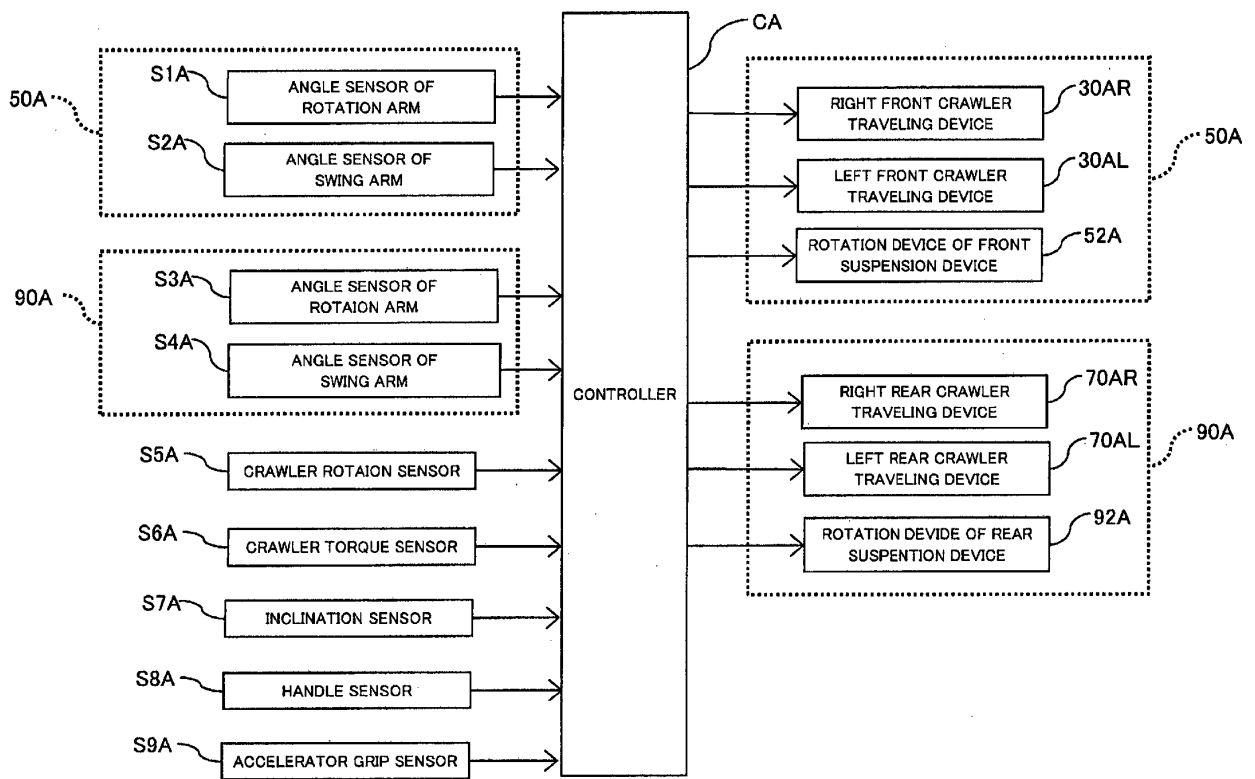 CA
50A
S1A
ANGLE SENSOR OF
ROTATION ARM
S2A
ANGLE SENSOR OF
SWING ARM
90A
S3A
ANGLE SENSOR OF
ROTAION ARM
S4A
ANGLE SENSOR OF
SWING ARM
S5A
CRAWLER ROTAION SENSOR
S6A
CRAWLER TORQUE SENSOR
S7A
INCLINATION SENSOR
S8A
HANDLE SENSOR
S9A
ACCELERATOR GRIP SENSOR
CONTROLLER
RIGHT FRONT CRAWLER
TRAVELING DEVICE
30AR
LEFT FRONT CRAWLER
TRAVELING DEVICE
30AL
50A
ROTATION DEVICE OF FRONT
SUSPENSION DEVICE
52A
RIGHT REAR CRAWLER
TRAVELING DEVICE
70AR
LEFT REAR CRAWLER
TRAVELING DEVICE
70AL
90A
ROTATION DEVIDE OF REAR
SUSPENTION DEVICE
92A